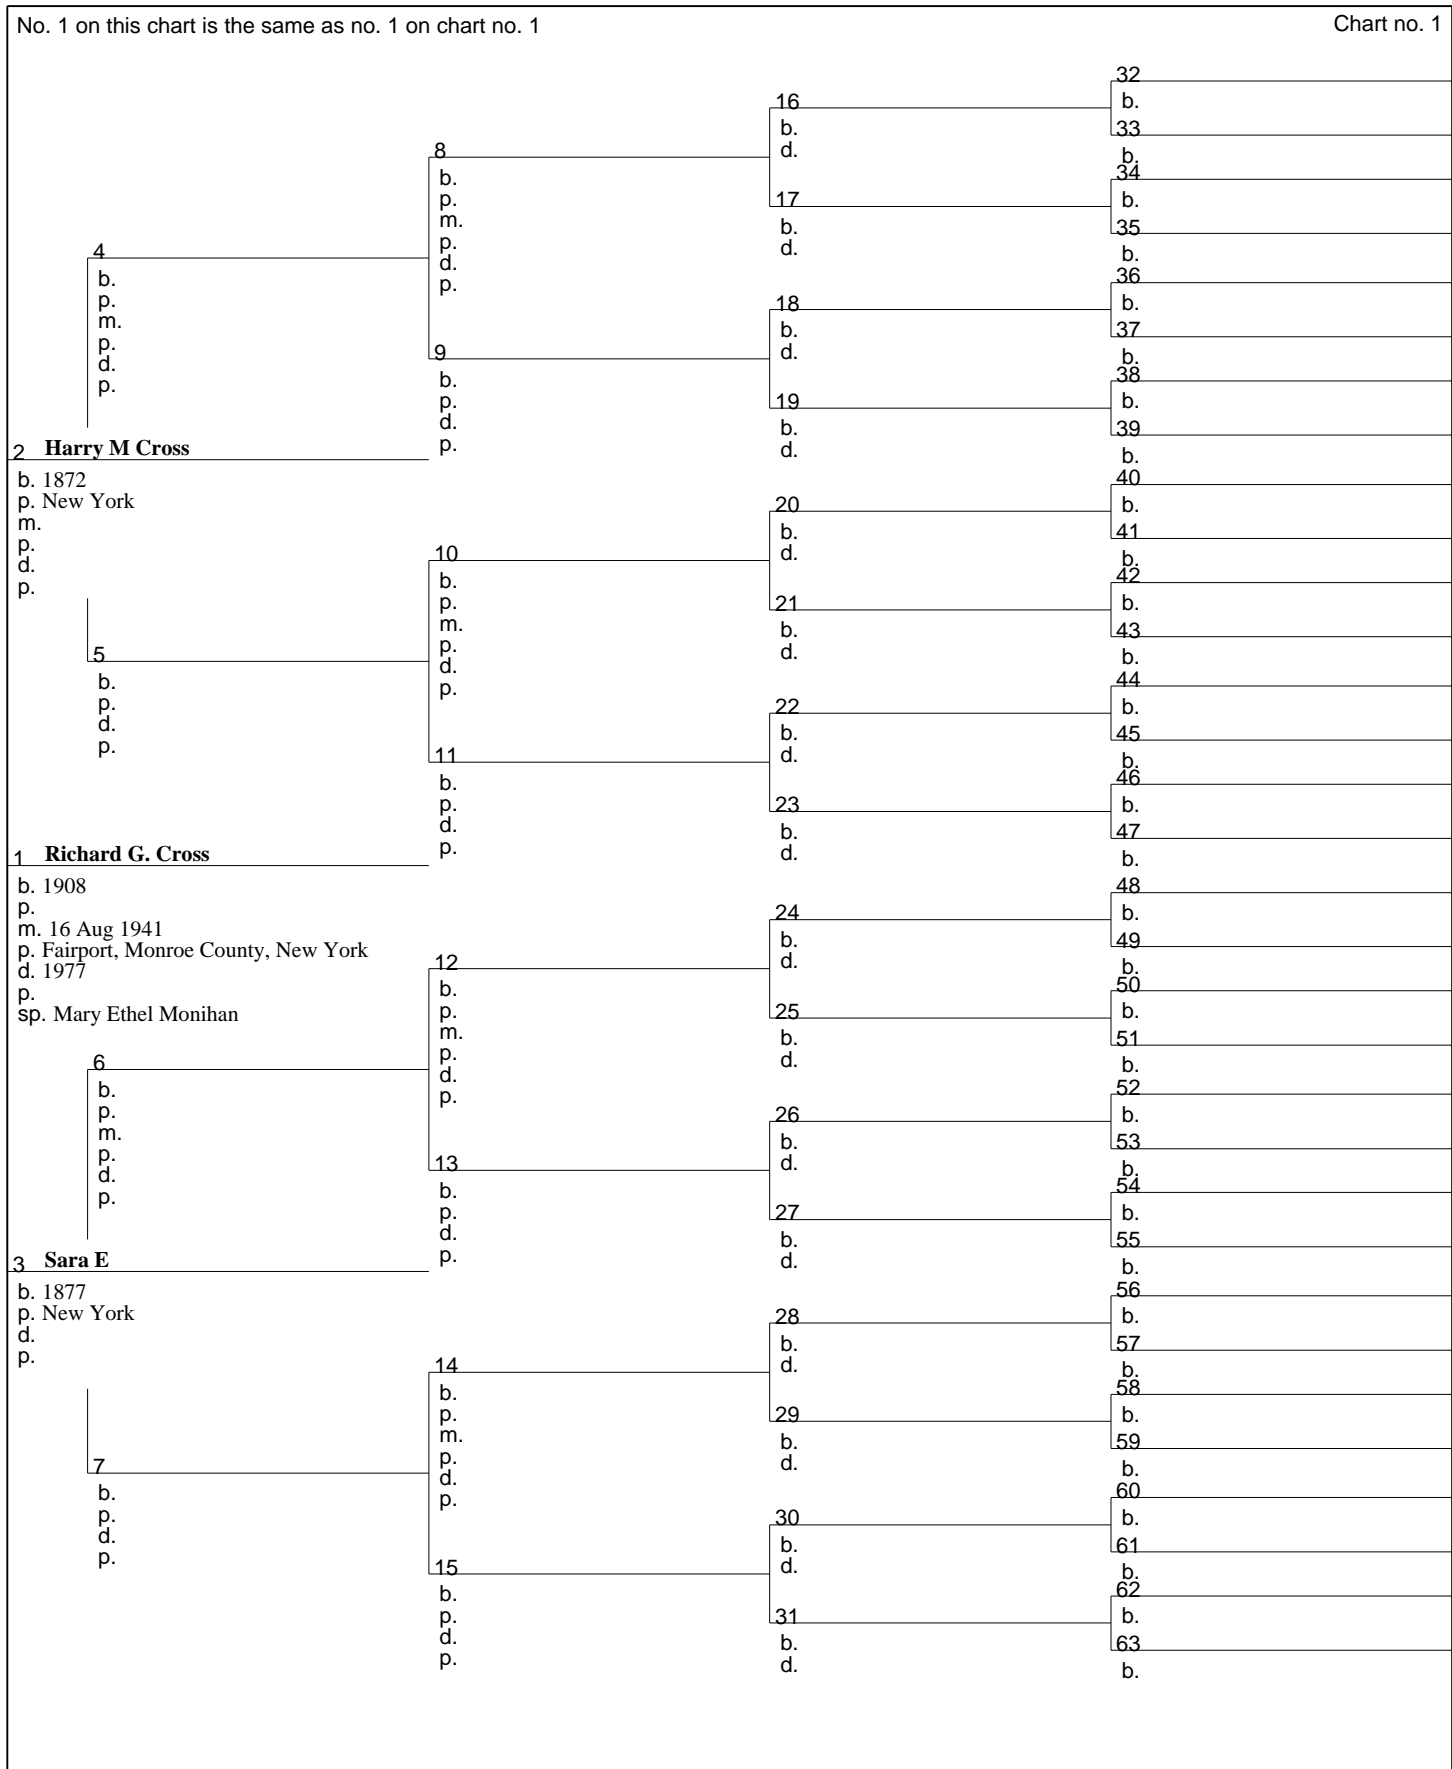 No. 1 on this chart is the same as no. 1 on chart no. 1
Chart no. 1
2 Harry M Cross
b. 1872
p. New York
m.
p.
d.
p.
1 Richard G. Cross
b. 1908
p.
m. 16 Aug 1941
p. Fairport, Monroe County, New York
d. 1977
p.
sp. Mary Ethel Monihan
3 Sara E
b. 1877
p. New York
d.
p.
4
b.
p.
m.
p.
d.
p.
5
b.
p.
d.
p.
6
b.
p.
m.
p.
d.
p.
7
b.
p.
d.
p.
8
b.
p.
m.
p.
d.
p.
9
b.
p.
d.
p.
10
b.
p.
m.
p.
d.
p.
11
b.
p.
d.
p.
12
b.
p.
m.
p.
d.
p.
13
b.
p.
d.
p.
14
b.
p.
m.
p.
d.
p.
15
b.
p.
d.
p.
16
b.
d.
17
b.
d.
18
b.
d.
19
b.
d.
20
b.
d.
21
b.
d.
22
b.
d.
23
b.
d.
24
b.
d.
25
b.
d.
26
b.
d.
27
b.
d.
28
b.
d.
29
b.
d.
30
b.
d.
31
b.
d.
32
b.
33
b.
34
b.
35
b.
36
b.
37
b.
38
b.
39
b.
40
b.
41
b.
42
b.
43
b.
44
b.
45
b.
46
b.
47
b.
48
b.
49
b.
50
b.
51
b.
52
b.
53
b.
54
b.
55
b.
56
b.
57
b.
58
b.
59
b.
60
b.
61
b.
62
b.
63
b.